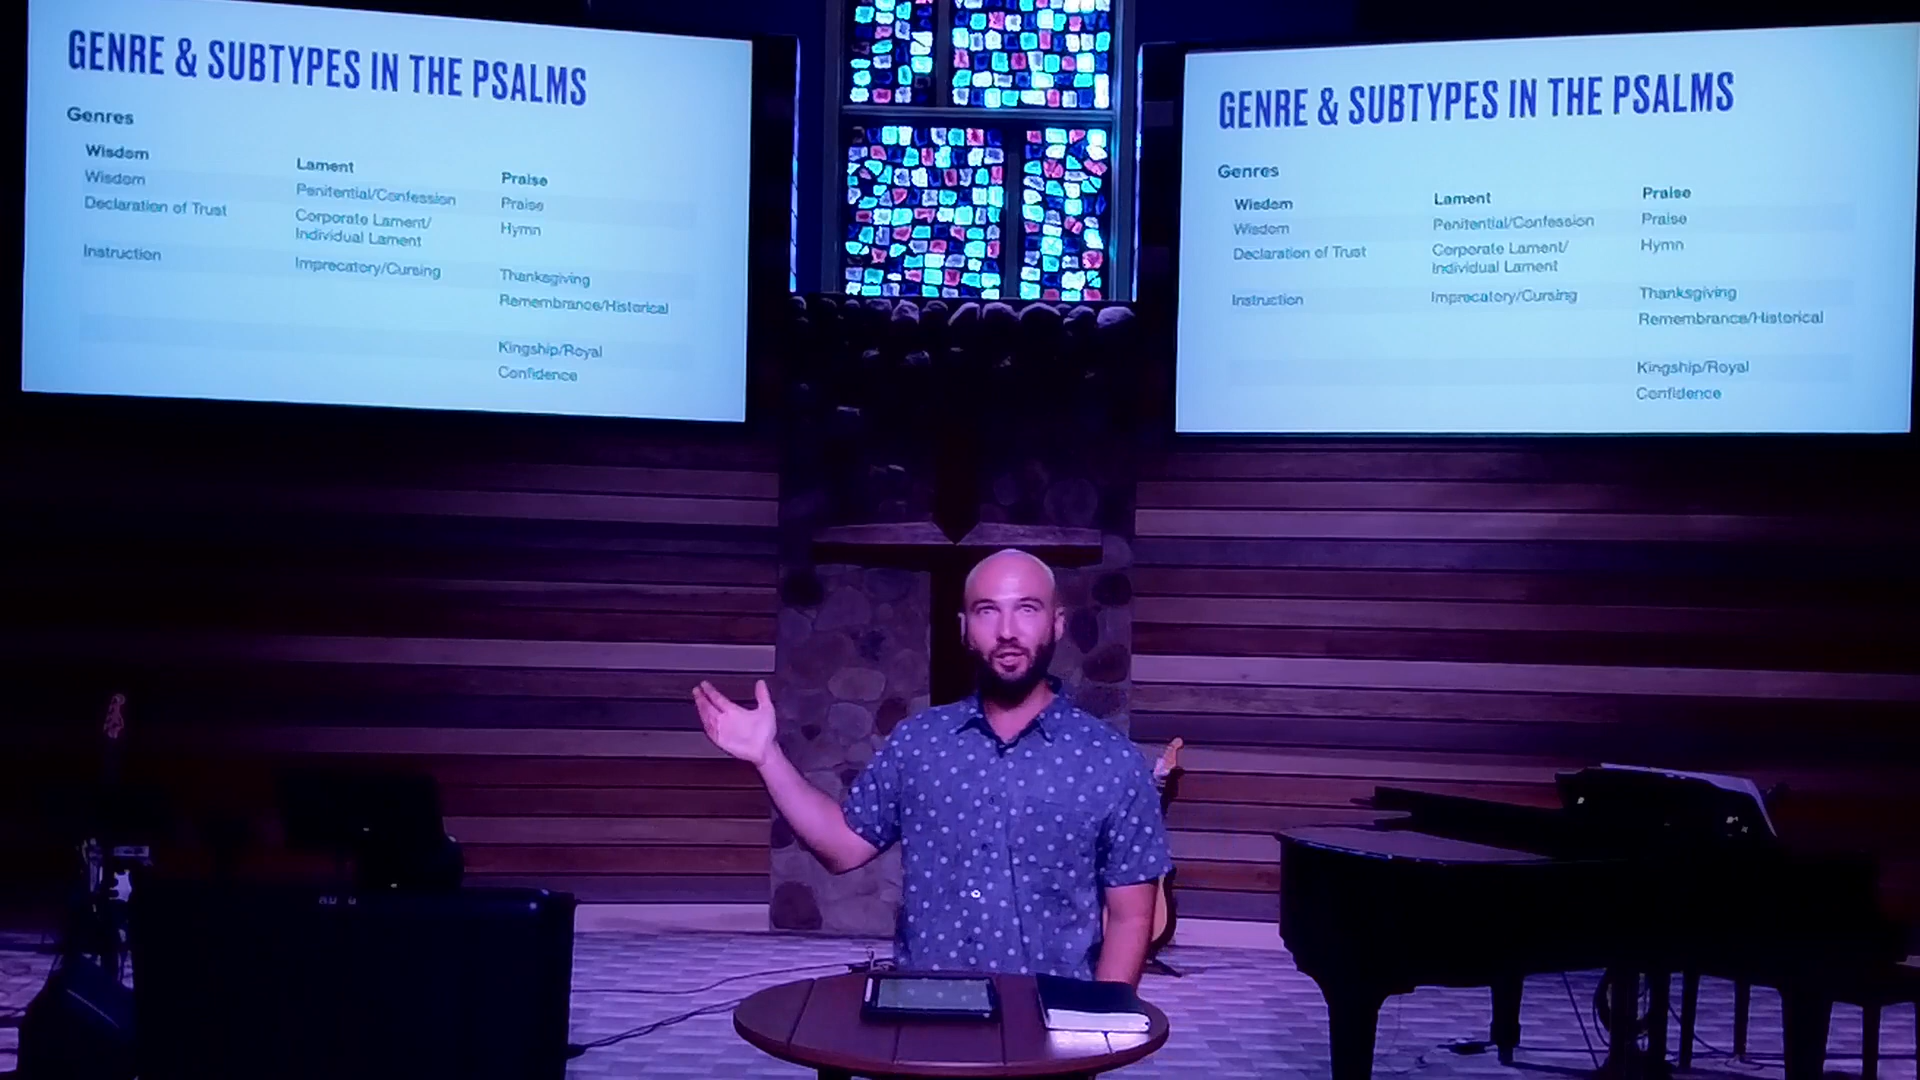 GENRE & SUBTYPES IN THE PSALMS
Genres
Wisdom Lament Praise
Wisdom Penitential/Confession Praise
Declaration of Trust Corporate Lament/ Hymn
Individual Lament
Instruction Imprecatory/Cursing Thanksgiving
Remembrance/Historical
Kingship/Royal
Confidence
GENRE & SUBTYPES IN THE PSALMS
Genres
Wisdom Lament Praise
Wisdom Penitential/Confession Praise
Declaration of Trust Corporate Lament/ Hymn
Individual Lament
Instruction Imprecatory/Cursing Thanksgiving
Remembrance/Historical
Kingship/Royal
Confidence